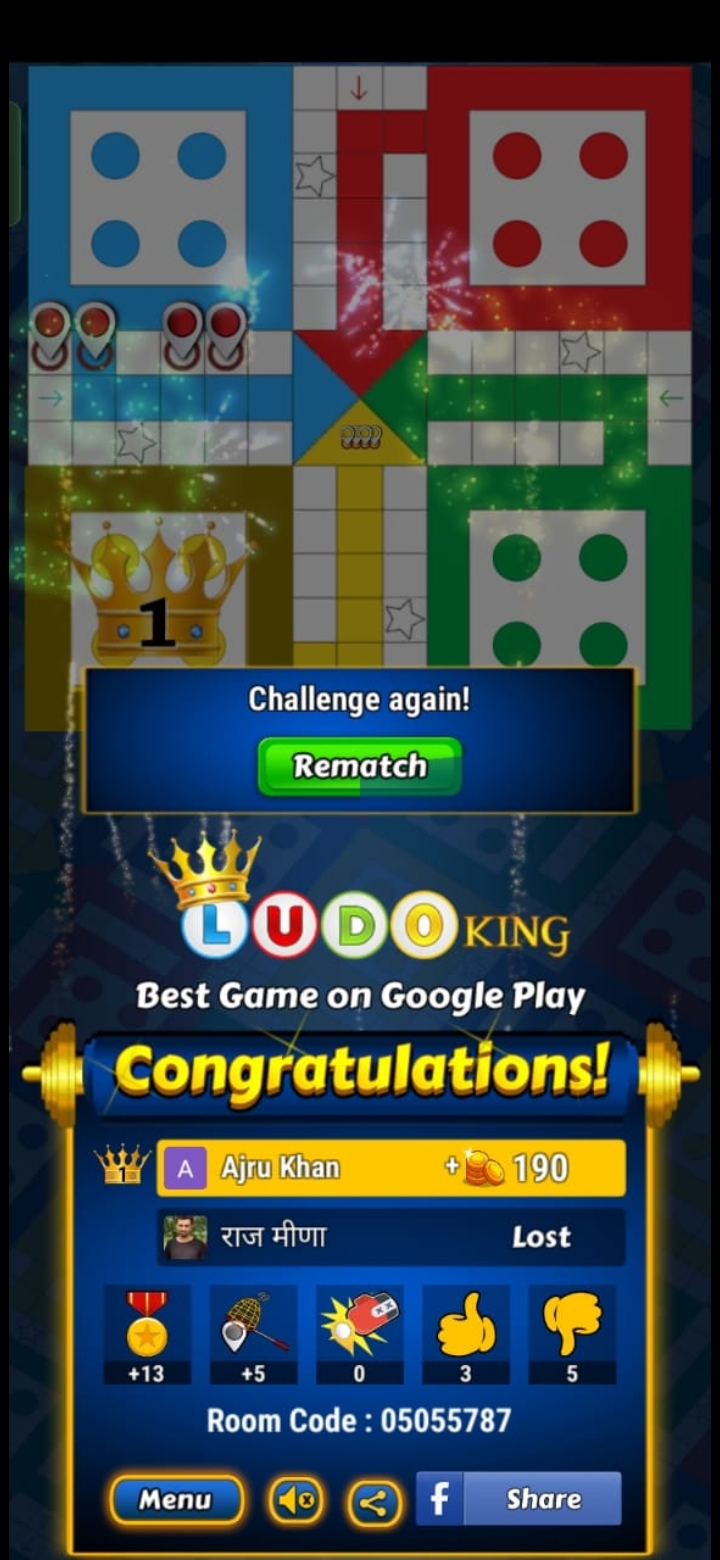 1
Challenge again!
Rematch
LUDO KING
Best Game on Google Play
Congratulations!
1 A Ajru Khan + 190
राज मीणा Lost
+13 +5 0 3 5
Room Code : 05055787
Menu f Share